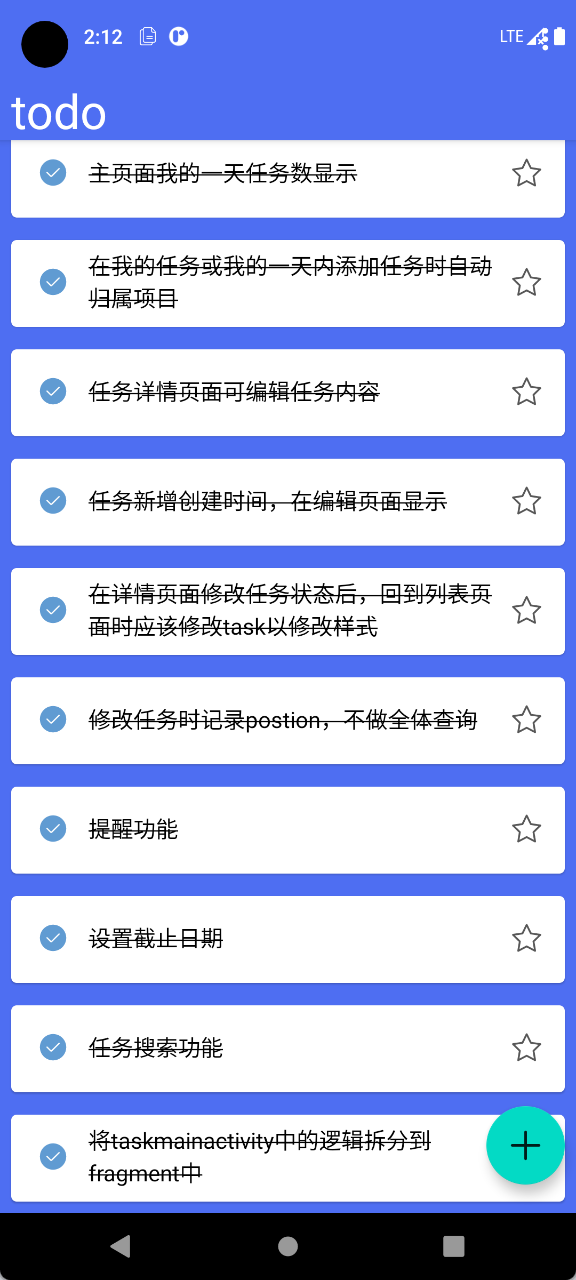 2:12
LTE
todo
主页面我的一天任务数显示
在我的任务或我的一天内添加任务时自动
归属项目
任务详情页面可编辑任务内容
任务新增创建时间，在编辑页面显示
在详情页面修改任务状态后，回到列表页
面时应该修改task以修改样式
修改任务时记录postion，不做全体查询
提醒功能
设置截止日期
任务搜索功能
将taskmainactivity中的逻辑拆分到
fragment中